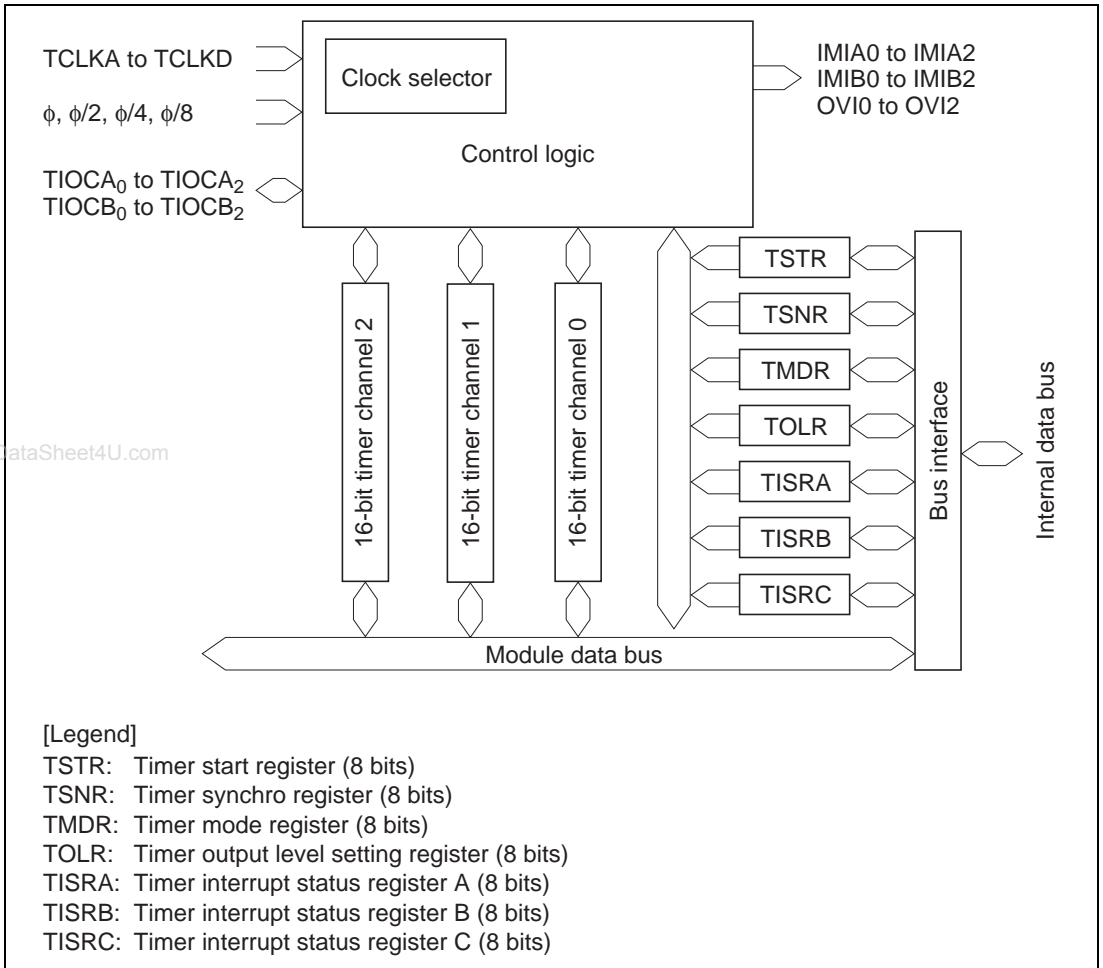 TCLKA to TCLKD
ϕ, ϕ/2, ϕ/4, ϕ/8
TIOCA₀ to TIOCA₂
TIOCB₀ to TIOCB₂
Clock selector
Control logic
IMIA0 to IMIA2
IMIB0 to IMIB2
OVI0 to OVI2
16-bit timer channel 2
16-bit timer channel 1
16-bit timer channel 0
TSTR
TSNR
TMDR
TOLR
TISRA
TISRB
TISRC
Bus interface
Internal data bus
Module data bus
DataSheet4U.com
[Legend]
TSTR: Timer start register (8 bits)
TSNR: Timer synchro register (8 bits)
TMDR: Timer mode register (8 bits)
TOLR: Timer output level setting register (8 bits)
TISRA: Timer interrupt status register A (8 bits)
TISRB: Timer interrupt status register B (8 bits)
TISRC: Timer interrupt status register C (8 bits)